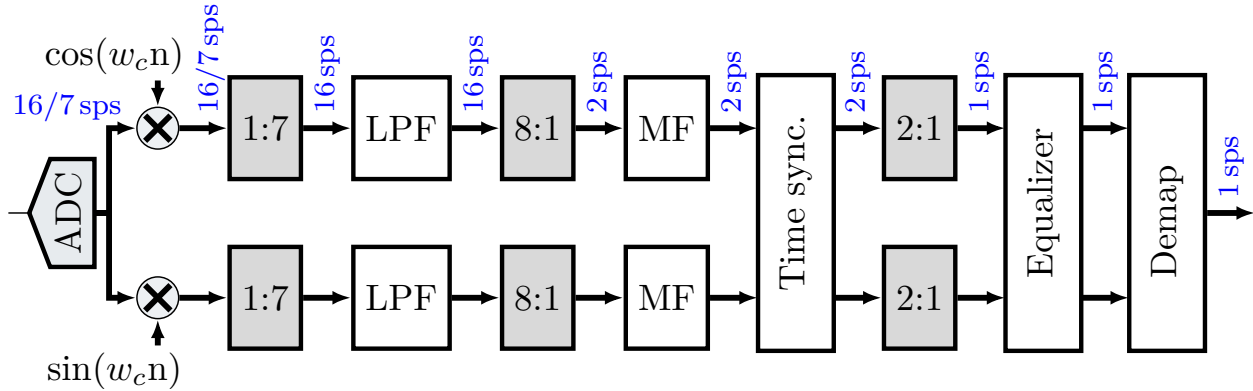 cos(w_c n)
16/7 sps
16/7 sps
1:7
16 sps
LPF
16 sps
8:1
2 sps
MF
2 sps
Time sync.
2 sps
2:1
1 sps
Equalizer
1 sps
Demap
1 sps
ADC
1:7
LPF
8:1
MF
2:1
sin(w_c n)